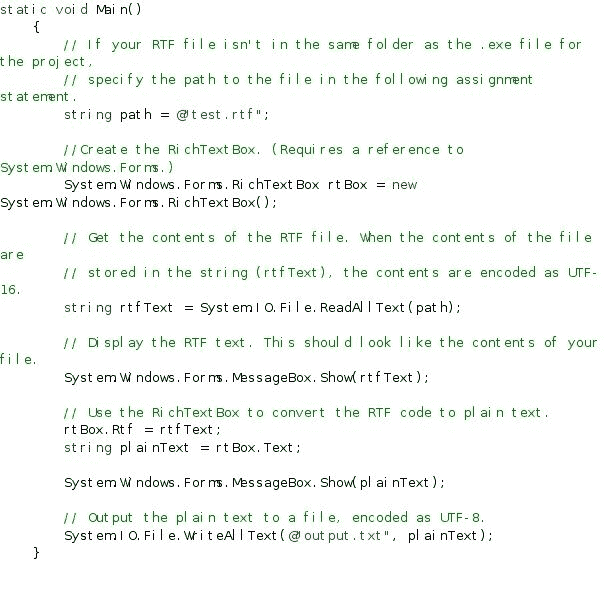 static void Main()
{
// If your RTF file isn't in the same folder as the .exe file for
the project,
// specify the path to the file in the following assignment
statement.
string path = @"test.rtf";
//Create the RichTextBox. (Requires a reference to
System.Windows.Forms.)
System.Windows.Forms.RichTextBox rtBox = new
System.Windows.Forms.RichTextBox();
// Get the contents of the RTF file. When the contents of the file
are
// stored in the string (rtfText), the contents are encoded as UTF-
16.
string rtfText = System.IO.File.ReadAllText(path);
// Display the RTF text. This should look like the contents of your
file.
System.Windows.Forms.MessageBox.Show(rtfText);
// Use the RichTextBox to convert the RTF code to plain text.
rtBox.Rtf = rtfText;
string plainText = rtBox.Text;
System.Windows.Forms.MessageBox.Show(plainText);
// Output the plain text to a file, encoded as UTF-8.
System.IO.File.WriteAllText(@"output.txt", plainText);
}